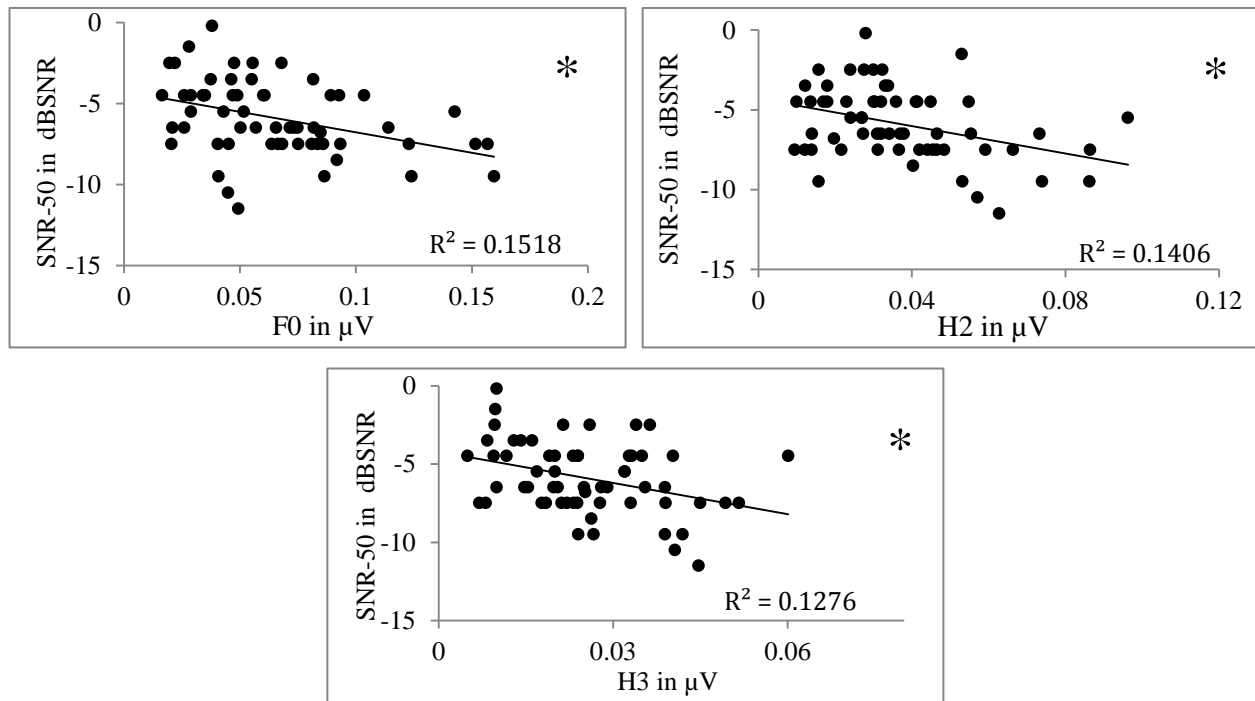 0
-5
-10
-15
SNR-50 in dBSNR
*
R² = 0.1518
0 0.05 0.1 0.15 0.2
F0 in µV
0
-5
-10
-15
SNR-50 in dBSNR
*
R² = 0.1406
0 0.04 0.08 0.12
H2 in µV
0
-5
-10
-15
SNR-50 in dBSNR
*
R² = 0.1276
0 0.03 0.06
H3 in µV